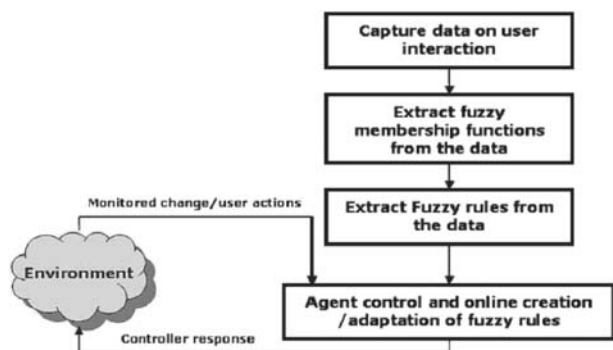 Capture data on user
interaction
Extract fuzzy
membership functions
from the data
Monitored change/user actions
Extract Fuzzy rules from
the data
Environment
Agent control and online creation
/adaptation of fuzzy rules
Controller response